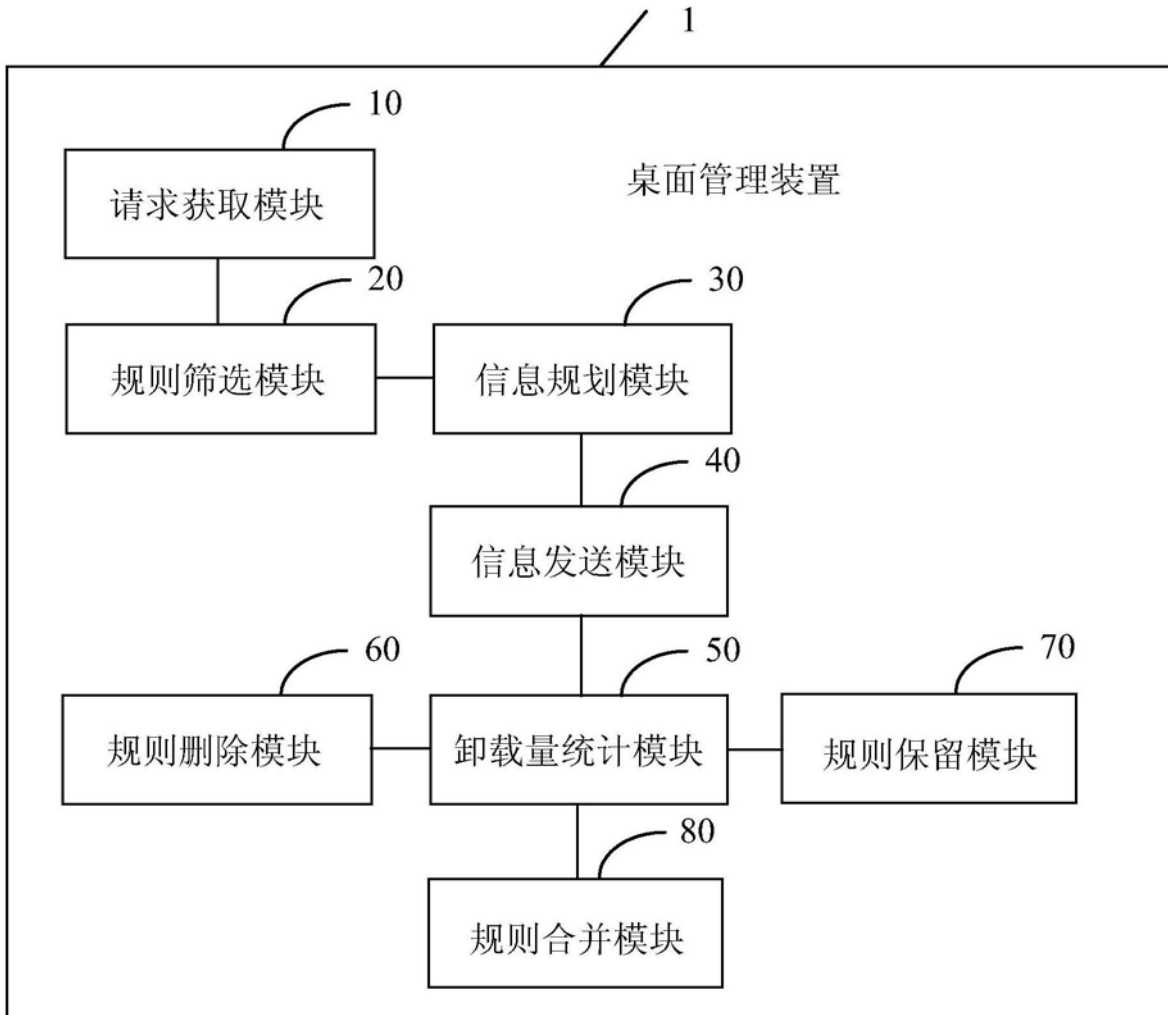 1
10
请求获取模块
桌面管理装置
20
规则筛选模块
30
信息规划模块
40
信息发送模块
60
规则删除模块
50
卸载量统计模块
70
规则保留模块
80
规则合并模块